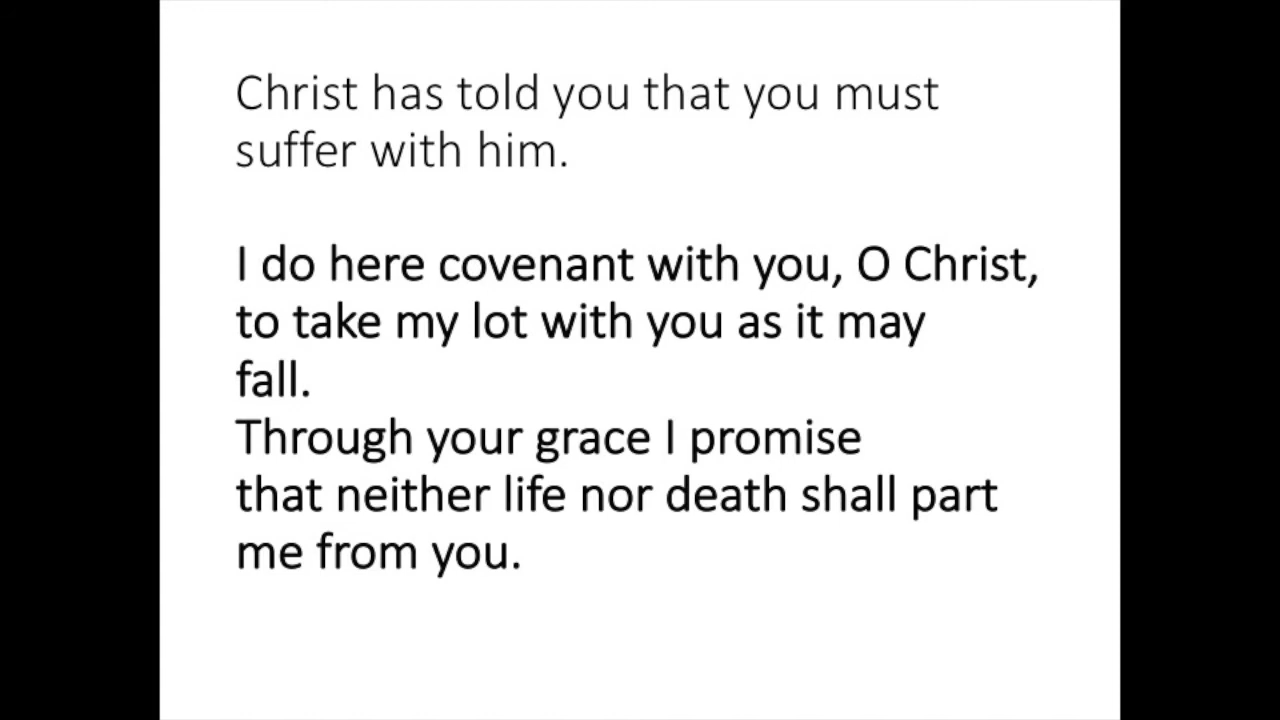 Christ has told you that you must
suffer with him.
I do here covenant with you, O Christ,
to take my lot with you as it may
fall.
Through your grace I promise
that neither life nor death shall part
me from you.